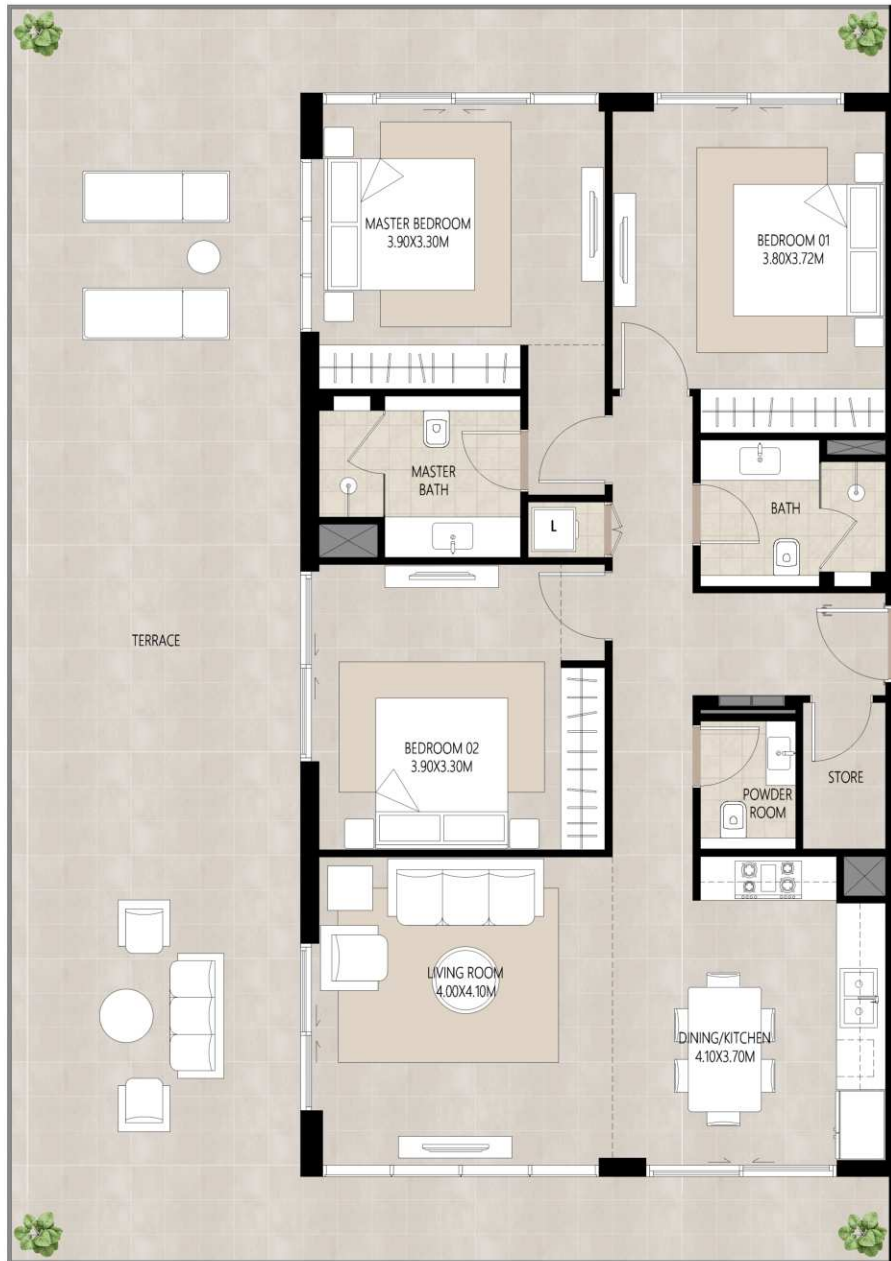 MASTER BEDROOM
3.90X3.30M
BEDROOM 01
3.80X3.72M
MASTER
BATH
L
BATH
TERRACE
BEDROOM 02
3.90X3.30M
STORE
POWDER
ROOM
LIVING ROOM
4.00X4.10M
DINING/KITCHEN
4.10X3.70M